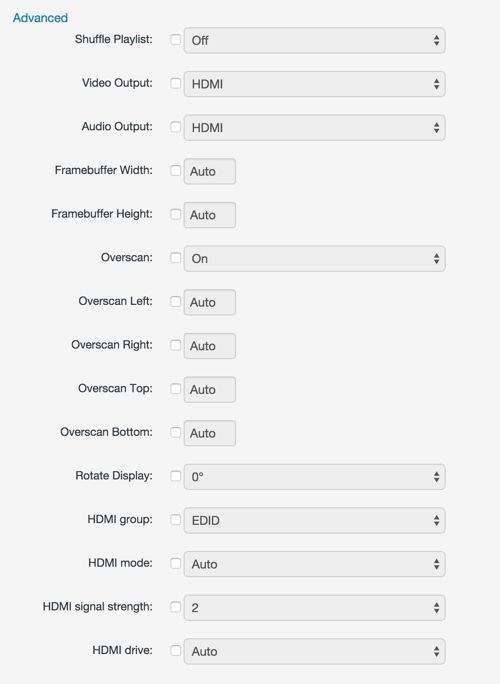 Advanced
Shuffle Playlist: Off
Video Output: HDMI
Audio Output: HDMI
Framebuffer Width: Auto
Framebuffer Height: Auto
Overscan: On
Overscan Left: Auto
Overscan Right: Auto
Overscan Top: Auto
Overscan Bottom: Auto
Rotate Display: 0°
HDMI group: EDID
HDMI mode: Auto
HDMI signal strength: 2
HDMI drive: Auto